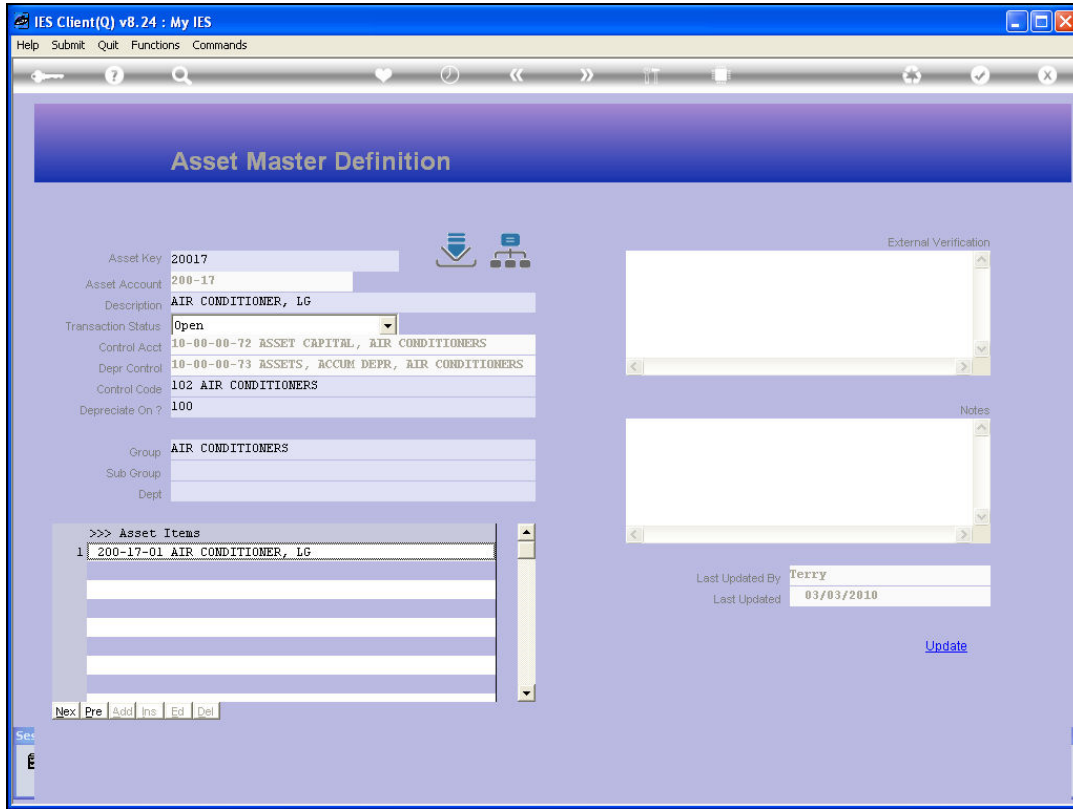 IES Client(Q) v8.24 : My IES
Help Submit Quit Functions Commands
Asset Master Definition
Asset Key 20017
Asset Account 200-17
Description AIR CONDITIONER, LG
Transaction Status Open
Control Acct 10-00-00-72 ASSET CAPITAL, AIR CONDITIONERS
Depr Control 10-00-00-73 ASSETS, ACCUM DEPR, AIR CONDITIONERS
Control Code 102 AIR CONDITIONERS
Depreciate On ? 100
Group AIR CONDITIONERS
Sub Group
Dept
>>> Asset Items
1 200-17-01 AIR CONDITIONER, LG
Nex Pre Add Ins Ed Del
External Verification
Notes
Last Updated By Terry
Last Updated 03/03/2010
Update
Ses